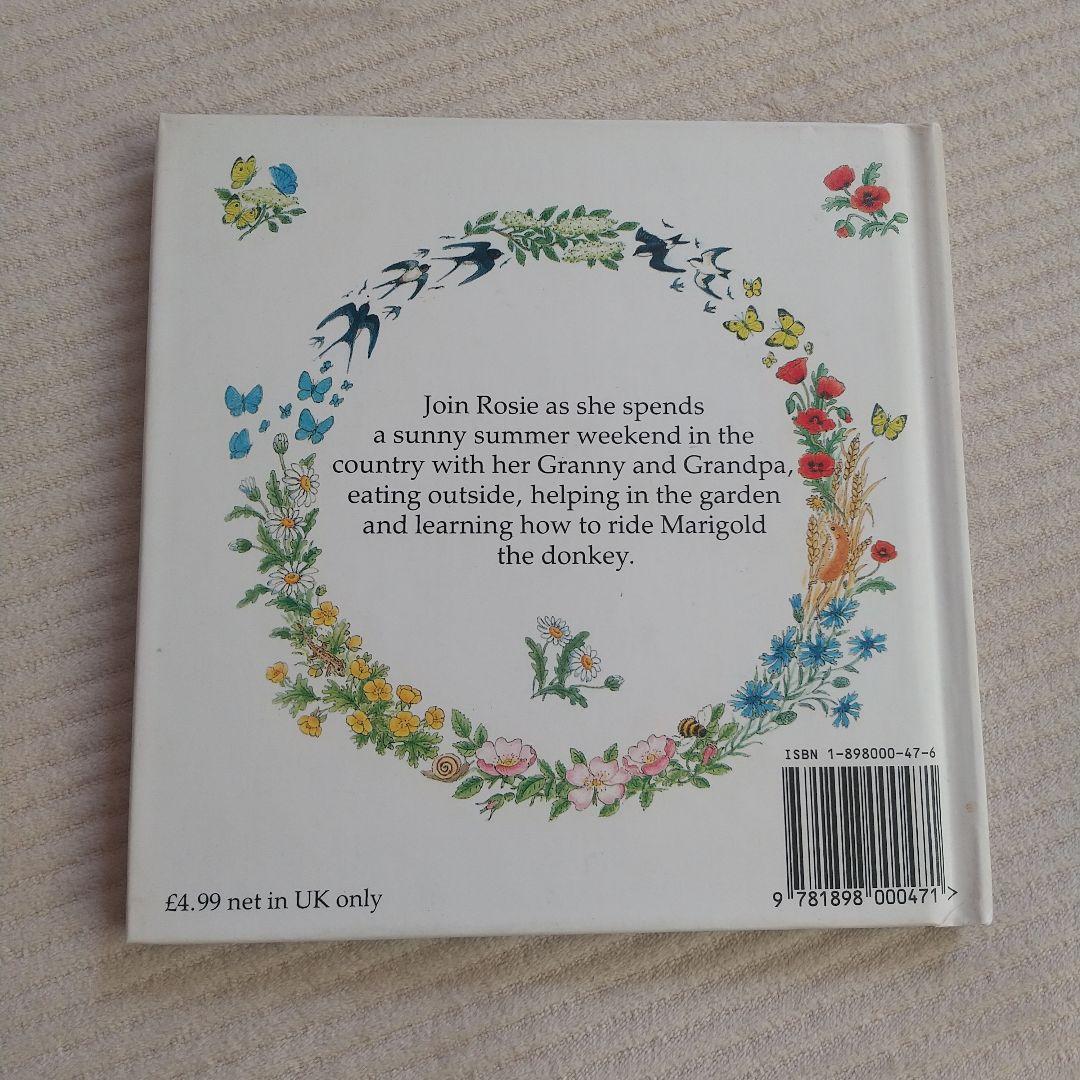 Join Rosie as she spends
a sunny summer weekend in the
country with her Granny and Grandpa,
eating outside, helping in the garden
and learning how to ride Marigold
the donkey.
ISBN 1-898000-47-6
9 781898 000471 >
£4.99 net in UK only